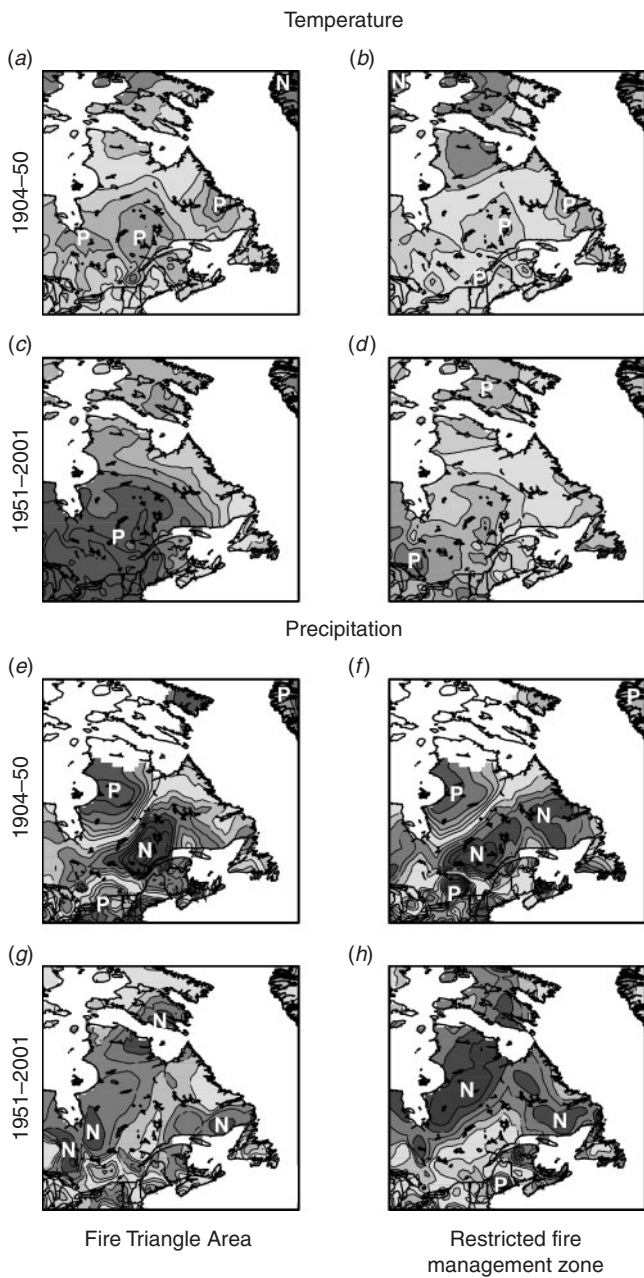 Temperature
(a) (b)
N N
1904–50
P P
P P P
P
(c) (d)
P
1951–2001
P
P
Precipitation
(e) (f)
P P
1904–50
P P
N
N N
P P
(g) (h)
N
1951–2001
N
N N N N
P
Fire Triangle Area Restricted fire
management zone